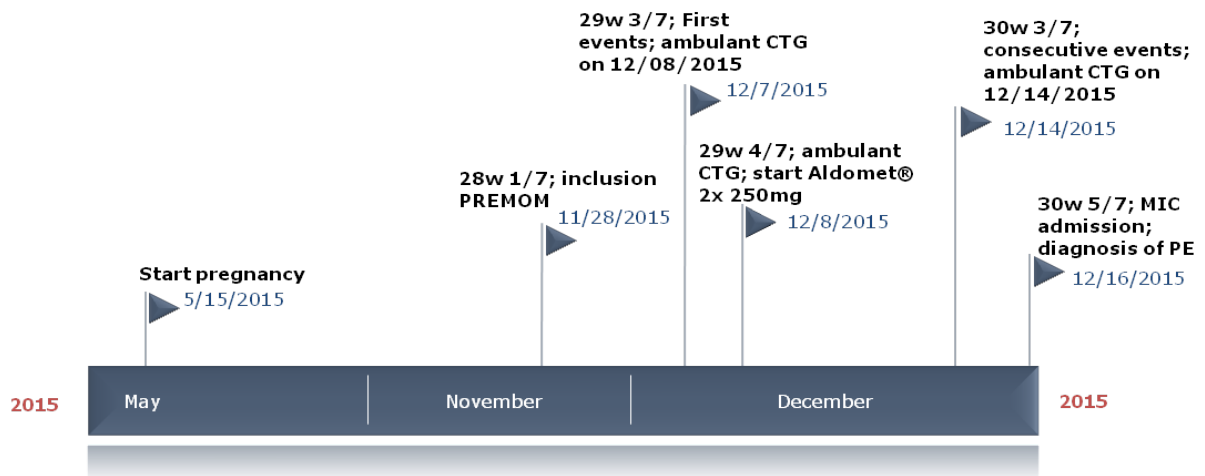 Start pregnancy
5/15/2015
28w 1/7; inclusion
PREMOM
11/28/2015
29w 3/7; First
events; ambulant CTG
on 12/08/2015
12/7/2015
29w 4/7; ambulant
CTG; start Aldomet®
2x 250mg
12/8/2015
30w 3/7;
consecutive events;
ambulant CTG on
12/14/2015
12/14/2015
30w 5/7; MIC
admission;
diagnosis of PE
12/16/2015
2015
May
November
December
2015